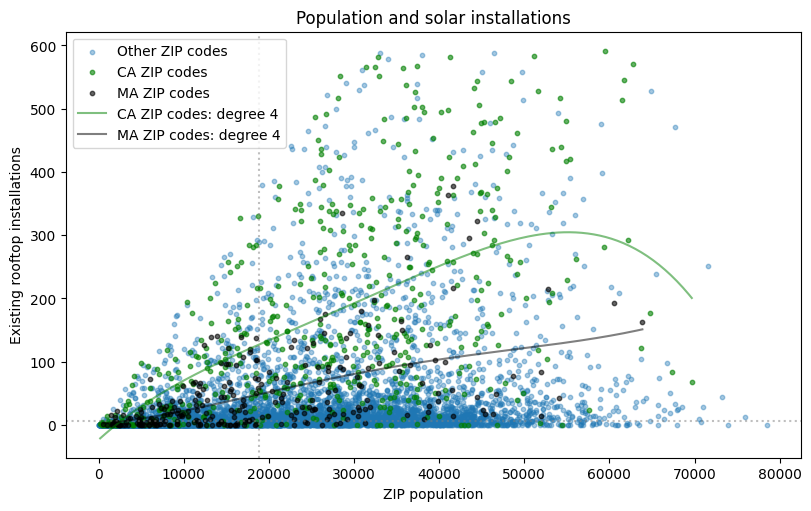 Population and solar installations
Other ZIP codes
CA ZIP codes
MA ZIP codes
CA ZIP codes: degree 4
MA ZIP codes: degree 4
600
500
400
300
200
100
0
Existing rooftop installations
0 10000 20000 30000 40000 50000 60000 70000 80000
ZIP population